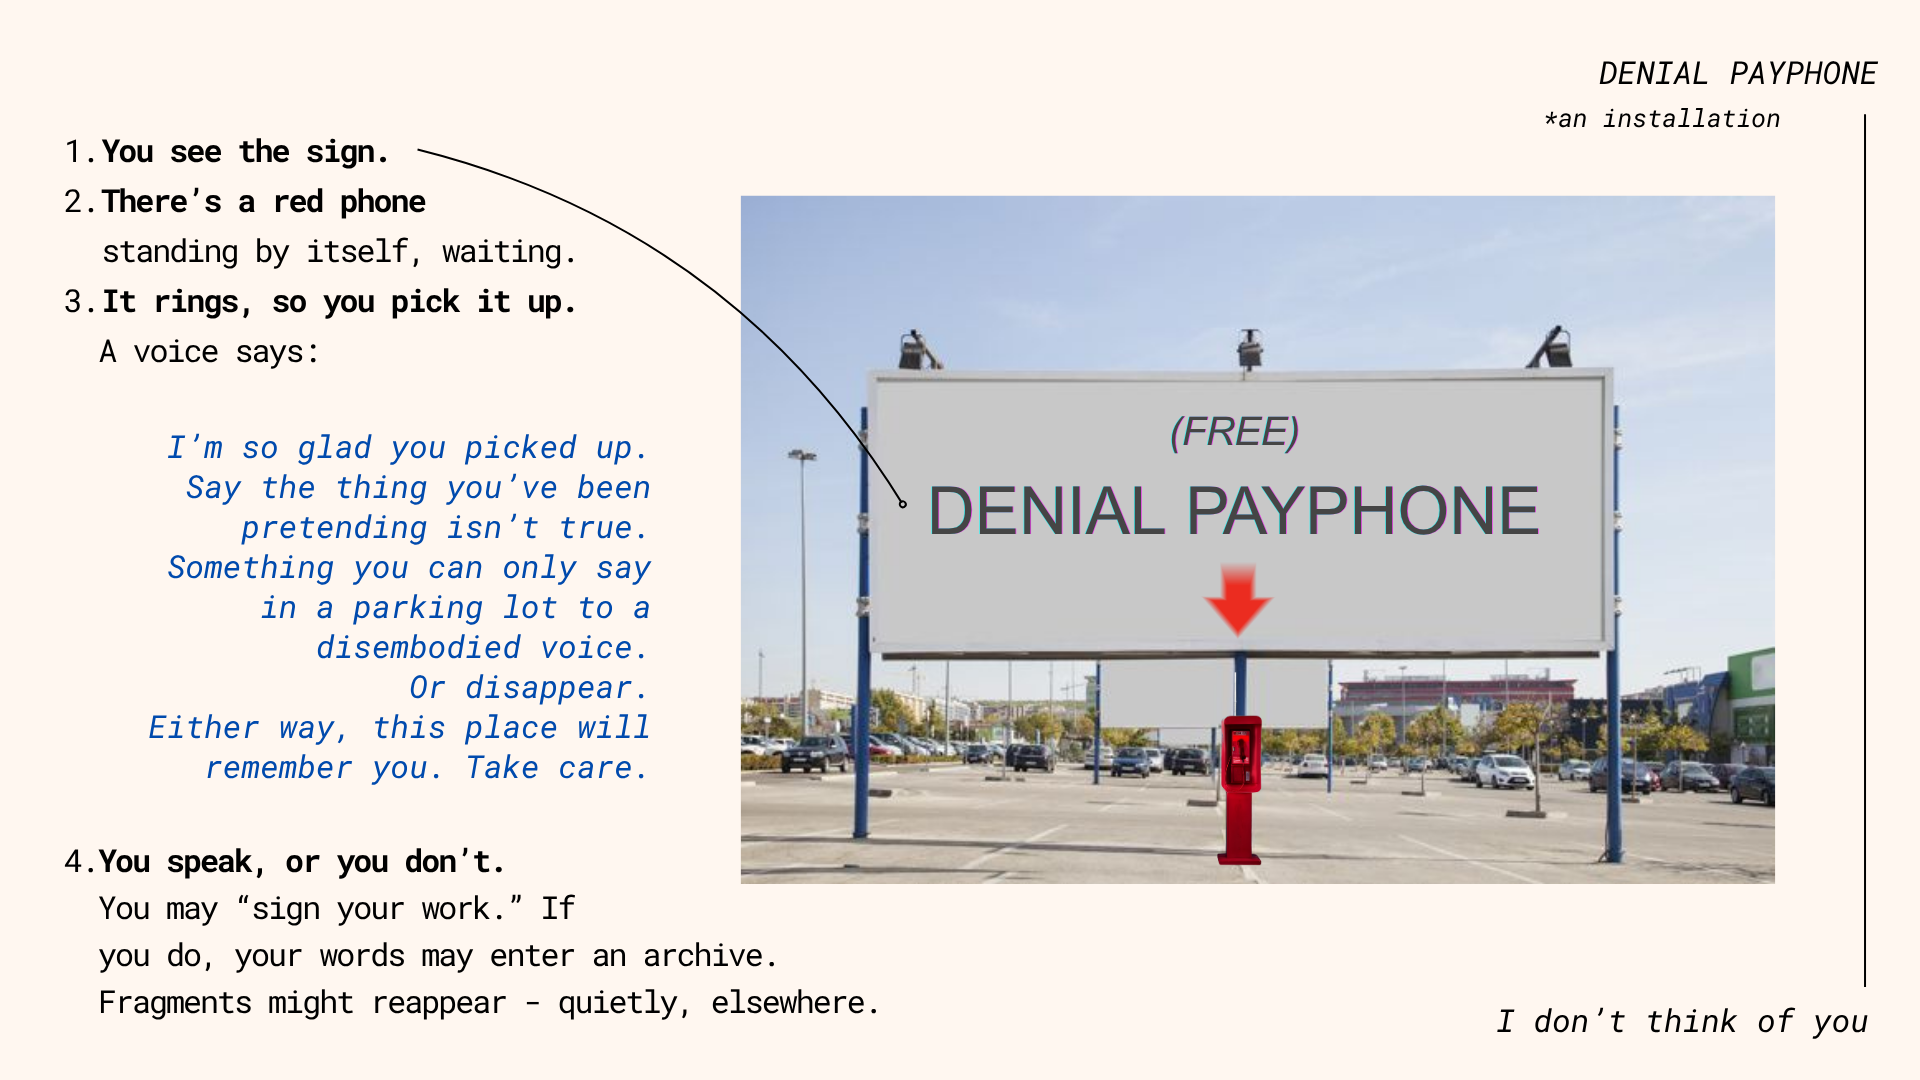 DENIAL PAYPHONE
*an installation
1. You see the sign.
2. There’s a red phone
standing by itself, waiting.
3. It rings, so you pick it up.
A voice says:
I’m so glad you picked up.
Say the thing you’ve been
pretending isn’t true.
Something you can only say
in a parking lot to a
disembodied voice.
Or disappear.
Either way, this place will
remember you. Take care.
4. You speak, or you don’t.
You may “sign your work.” If
you do, your words may enter an archive.
Fragments might reappear – quietly, elsewhere.
(FREE)
DENIAL PAYPHONE
I don’t think of you